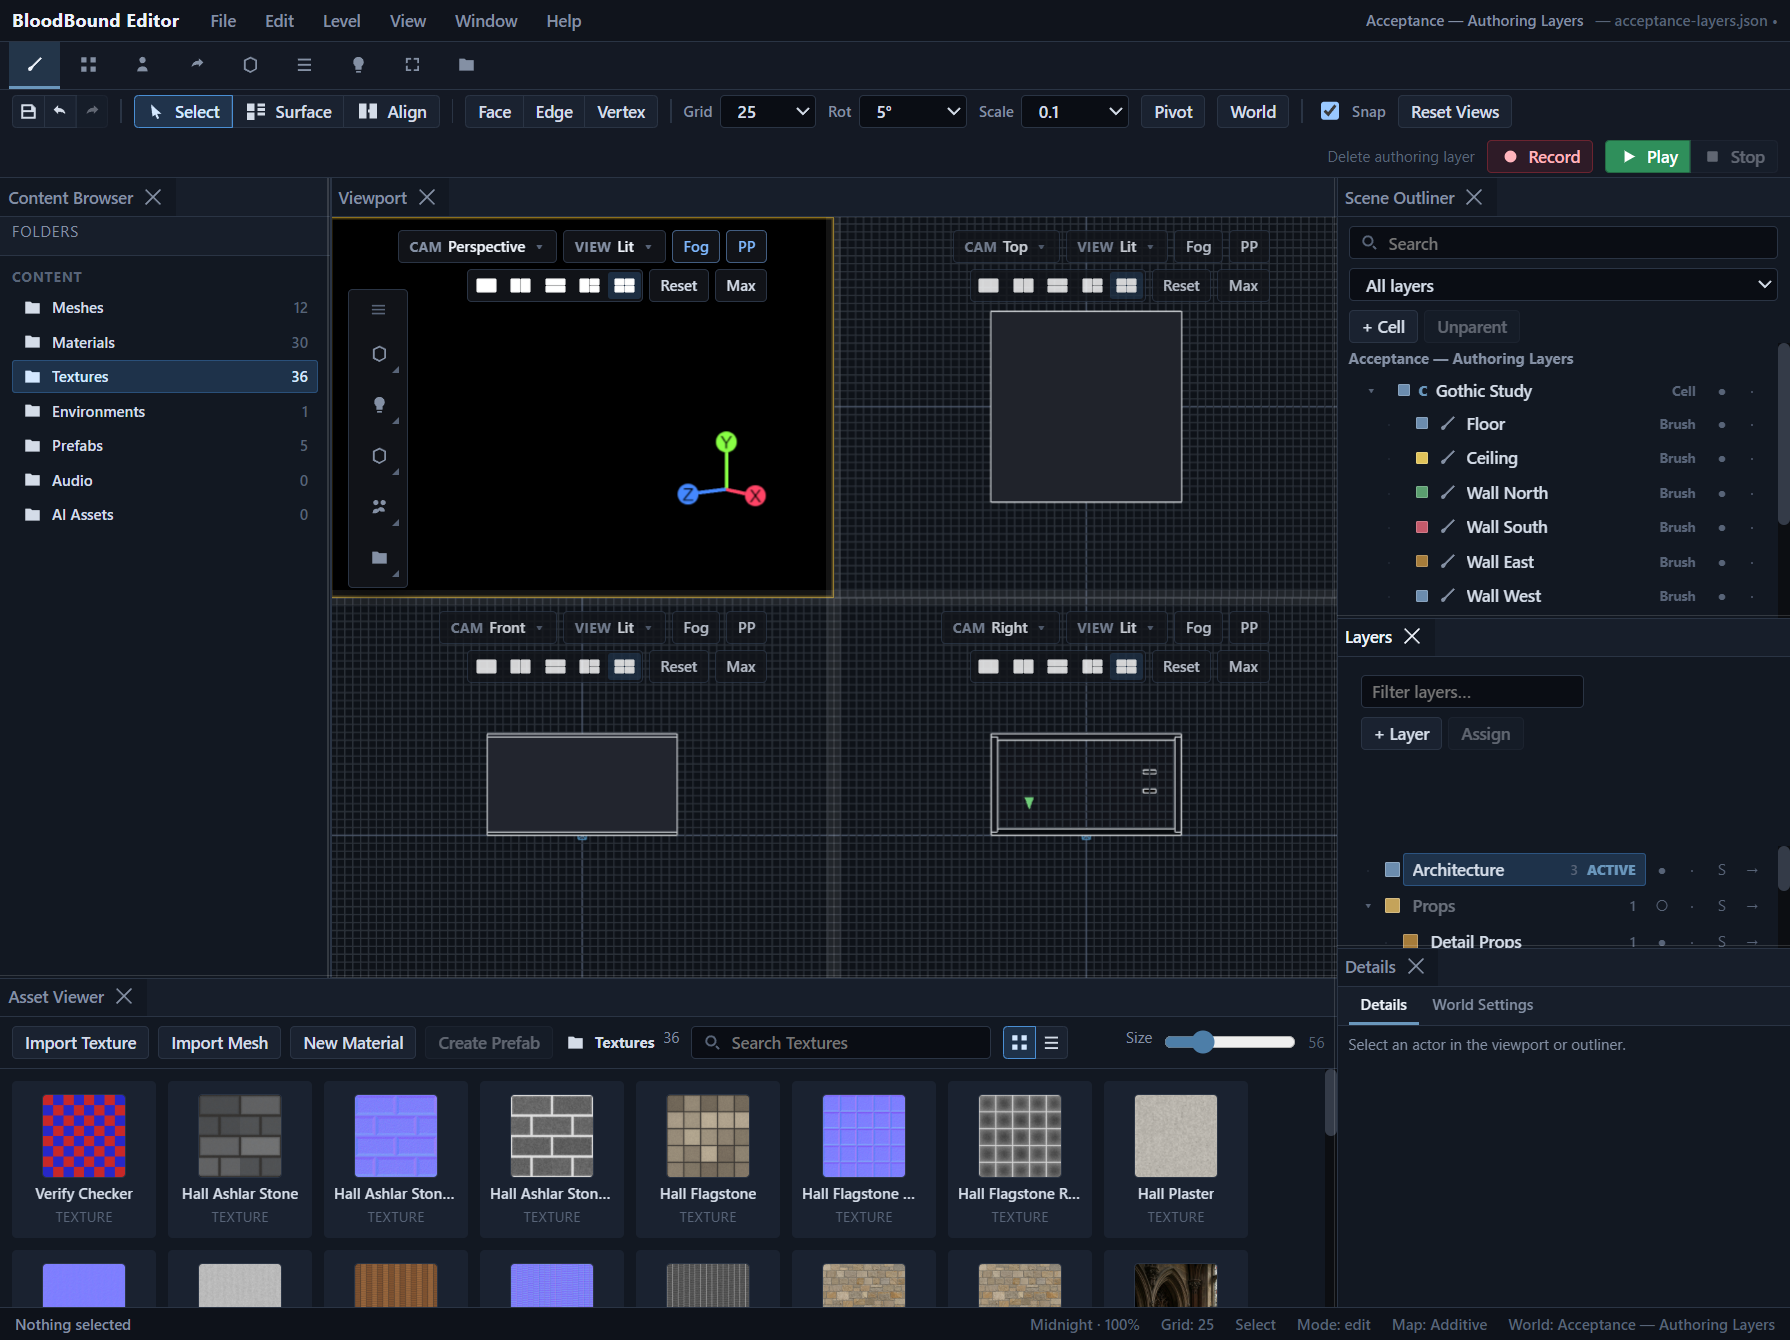 BloodBound Editor File Edit Level View Window Help Acceptance — Authoring Layers — acceptance-layers.json •
Select Surface Align Face Edge Vertex Grid 25 Rot 5° Scale 0.1 Pivot World Snap Reset Views
Delete authoring layer Record Play Stop
Content Browser
FOLDERS
CONTENT
Meshes 12
Materials 30
Textures 36
Environments 1
Prefabs 5
Audio 0
AI Assets 0
Viewport
CAM Perspective VIEW Lit Fog PP
Reset Max
Y
Z X
CAM Top VIEW Lit Fog PP
Reset Max
CAM Front VIEW Lit Fog PP
Reset Max
CAM Right VIEW Lit Fog PP
Reset Max
Scene Outliner
Search
All layers
+ Cell Unparent
Acceptance — Authoring Layers
C Gothic Study Cell
Floor Brush
Ceiling Brush
Wall North Brush
Wall South Brush
Wall East Brush
Wall West Brush
Layers
Filter layers...
+ Layer Assign
Architecture 3 ACTIVE S →
Props 1 S →
Detail Props 1 S →
Details
Details World Settings
Select an actor in the viewport or outliner.
Asset Viewer
Import Texture Import Mesh New Material Create Prefab Textures 36 Search Textures Size 56
Verify Checker Hall Ashlar Stone Hall Ashlar Ston... Hall Ashlar Ston... Hall Flagstone Hall Flagstone ... Hall Flagstone R... Hall Plaster
TEXTURE TEXTURE TEXTURE TEXTURE TEXTURE TEXTURE TEXTURE TEXTURE
Nothing selected Midnight · 100% Grid: 25 Select Mode: edit Map: Additive World: Acceptance — Authoring Layers